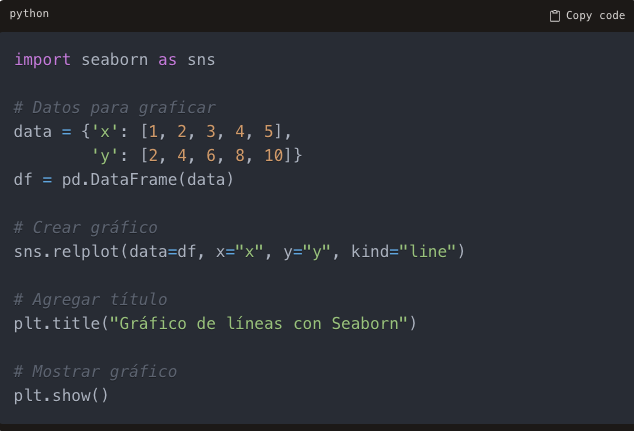 python
Copy code
import seaborn as sns
# Datos para graficar
data = {'x': [1, 2, 3, 4, 5],
        'y': [2, 4, 6, 8, 10]}
df = pd.DataFrame(data)
# Crear gráfico
sns.relplot(data=df, x="x", y="y", kind="line")
# Agregar título
plt.title("Gráfico de líneas con Seaborn")
# Mostrar gráfico
plt.show()